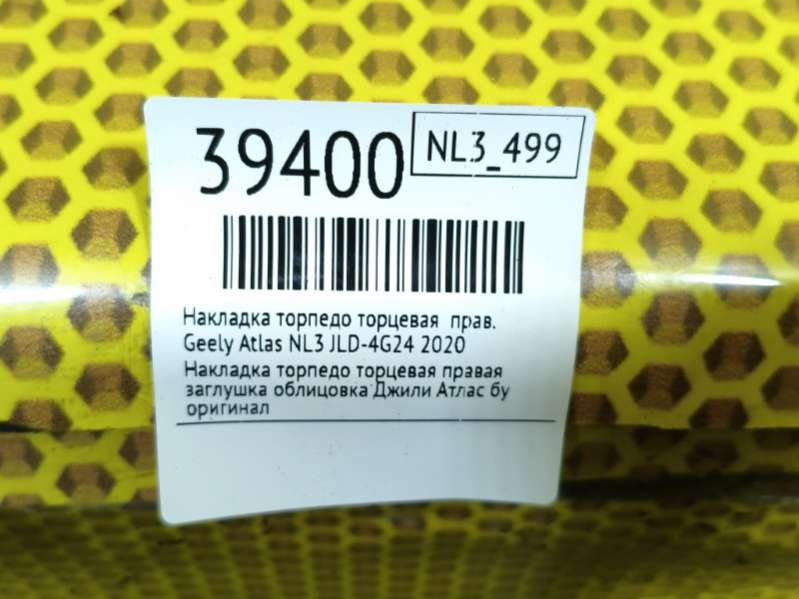 39400
NL3_499
Накладка торпедо торцевая прав.
Geely Atlas NL3 JLD-4G24 2020
Накладка торпедо торцевая правая
заглушка облицовка Джили Атлас бу
оригинал